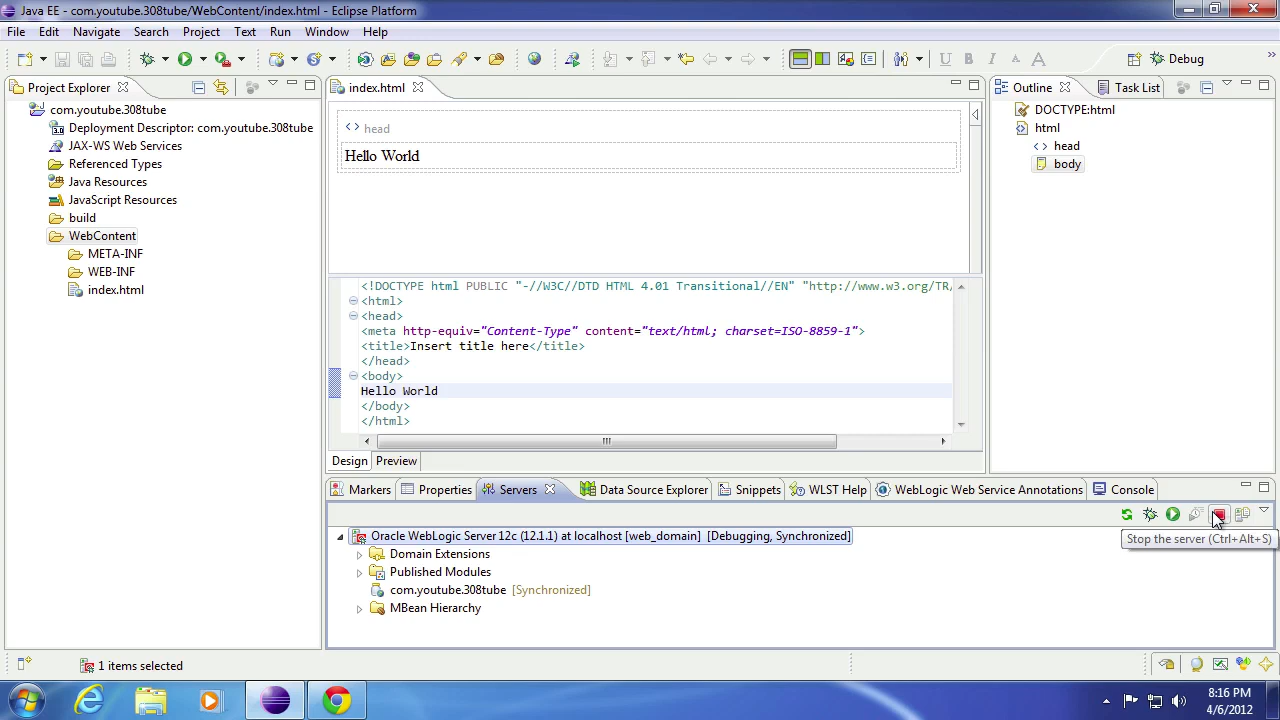 Java EE - com.youtube.308tube/WebContent/index.html - Eclipse Platform
File Edit Navigate Search Project Text Run Window Help
Debug
Project Explorer
com.youtube.308tube
Deployment Descriptor: com.youtube.308tube
JAX-WS Web Services
Referenced Types
Java Resources
JavaScript Resources
build
WebContent
META-INF
WEB-INF
index.html
index.html
head
Hello World
<!DOCTYPE html PUBLIC "-//W3C//DTD HTML 4.01 Transitional//EN" "http://www.w3.org/TR/
<html>
<head>
<meta http-equiv="Content-Type" content="text/html; charset=ISO-8859-1">
<title>Insert title here</title>
</head>
<body>
Hello World
</body>
</html>
Design Preview
Outline Task List
DOCTYPE:html
html
head
body
Markers Properties Servers Data Source Explorer Snippets WLST Help WebLogic Web Service Annotations Console
Oracle WebLogic Server 12c (12.1.1) at localhost [web_domain] [Debugging, Synchronized]
Stop the server (Ctrl+Alt+S)
Domain Extensions
Published Modules
com.youtube.308tube [Synchronized]
MBean Hierarchy
1 items selected
8:16 PM
4/6/2012